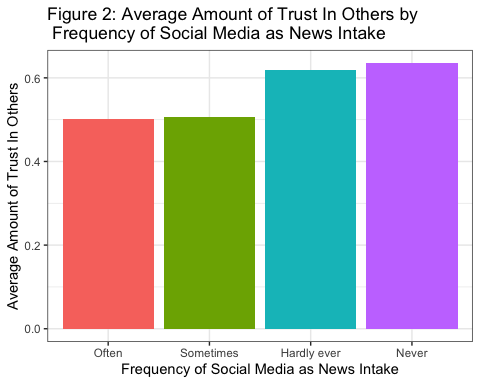 Figure 2: Average Amount of Trust In Others by
Frequency of Social Media as News Intake
Average Amount of Trust In Others
0.6
0.4
0.2
0.0
Often Sometimes Hardly ever Never
Frequency of Social Media as News Intake